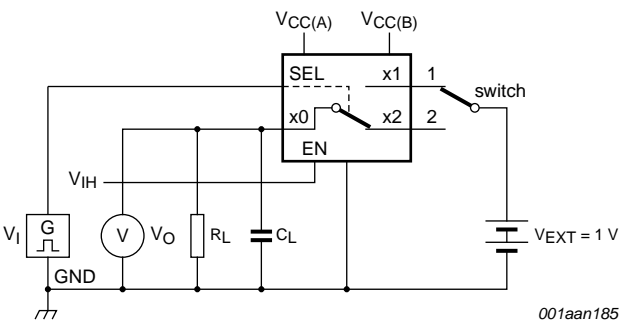 VCC(A) VCC(B)
SEL x1 1
switch
x0 x2 2
EN
VIH
VI G V VO RL CL VEXT = 1 V
GND
001aan185